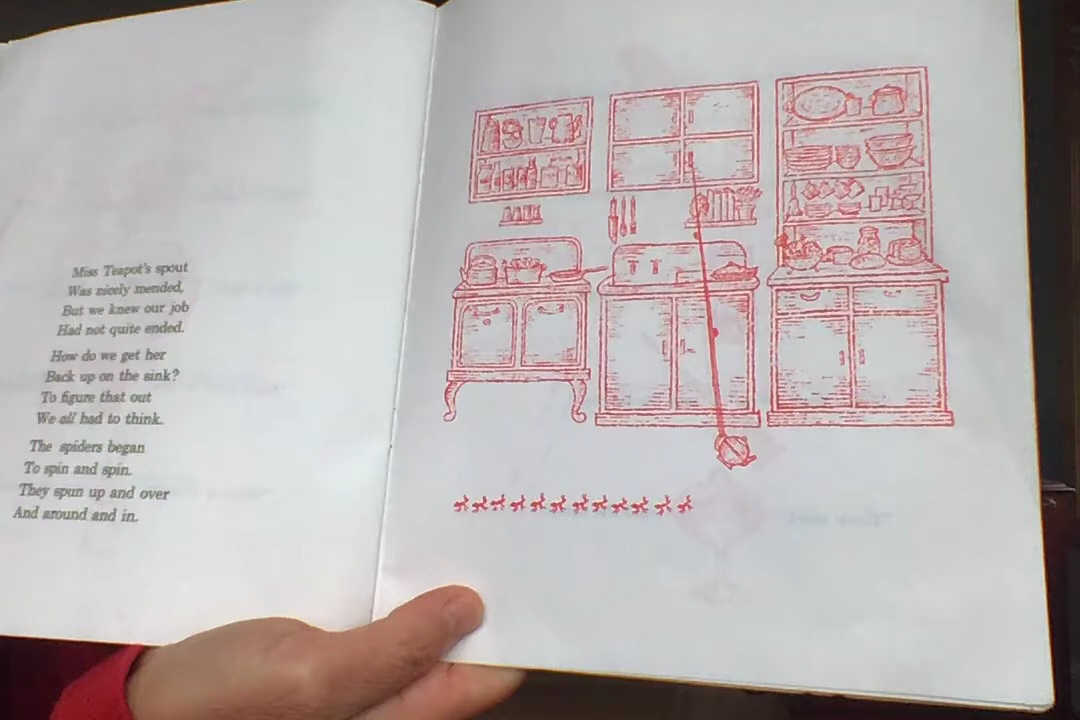 Miss Teapot's spout
Was nicely mended,
But we knew our job
Had not quite ended.
How do we get her
Back up on the sink?
To figure that out
We all had to think.
The spiders began
To spin and spin.
They spun up and over
And around and in.